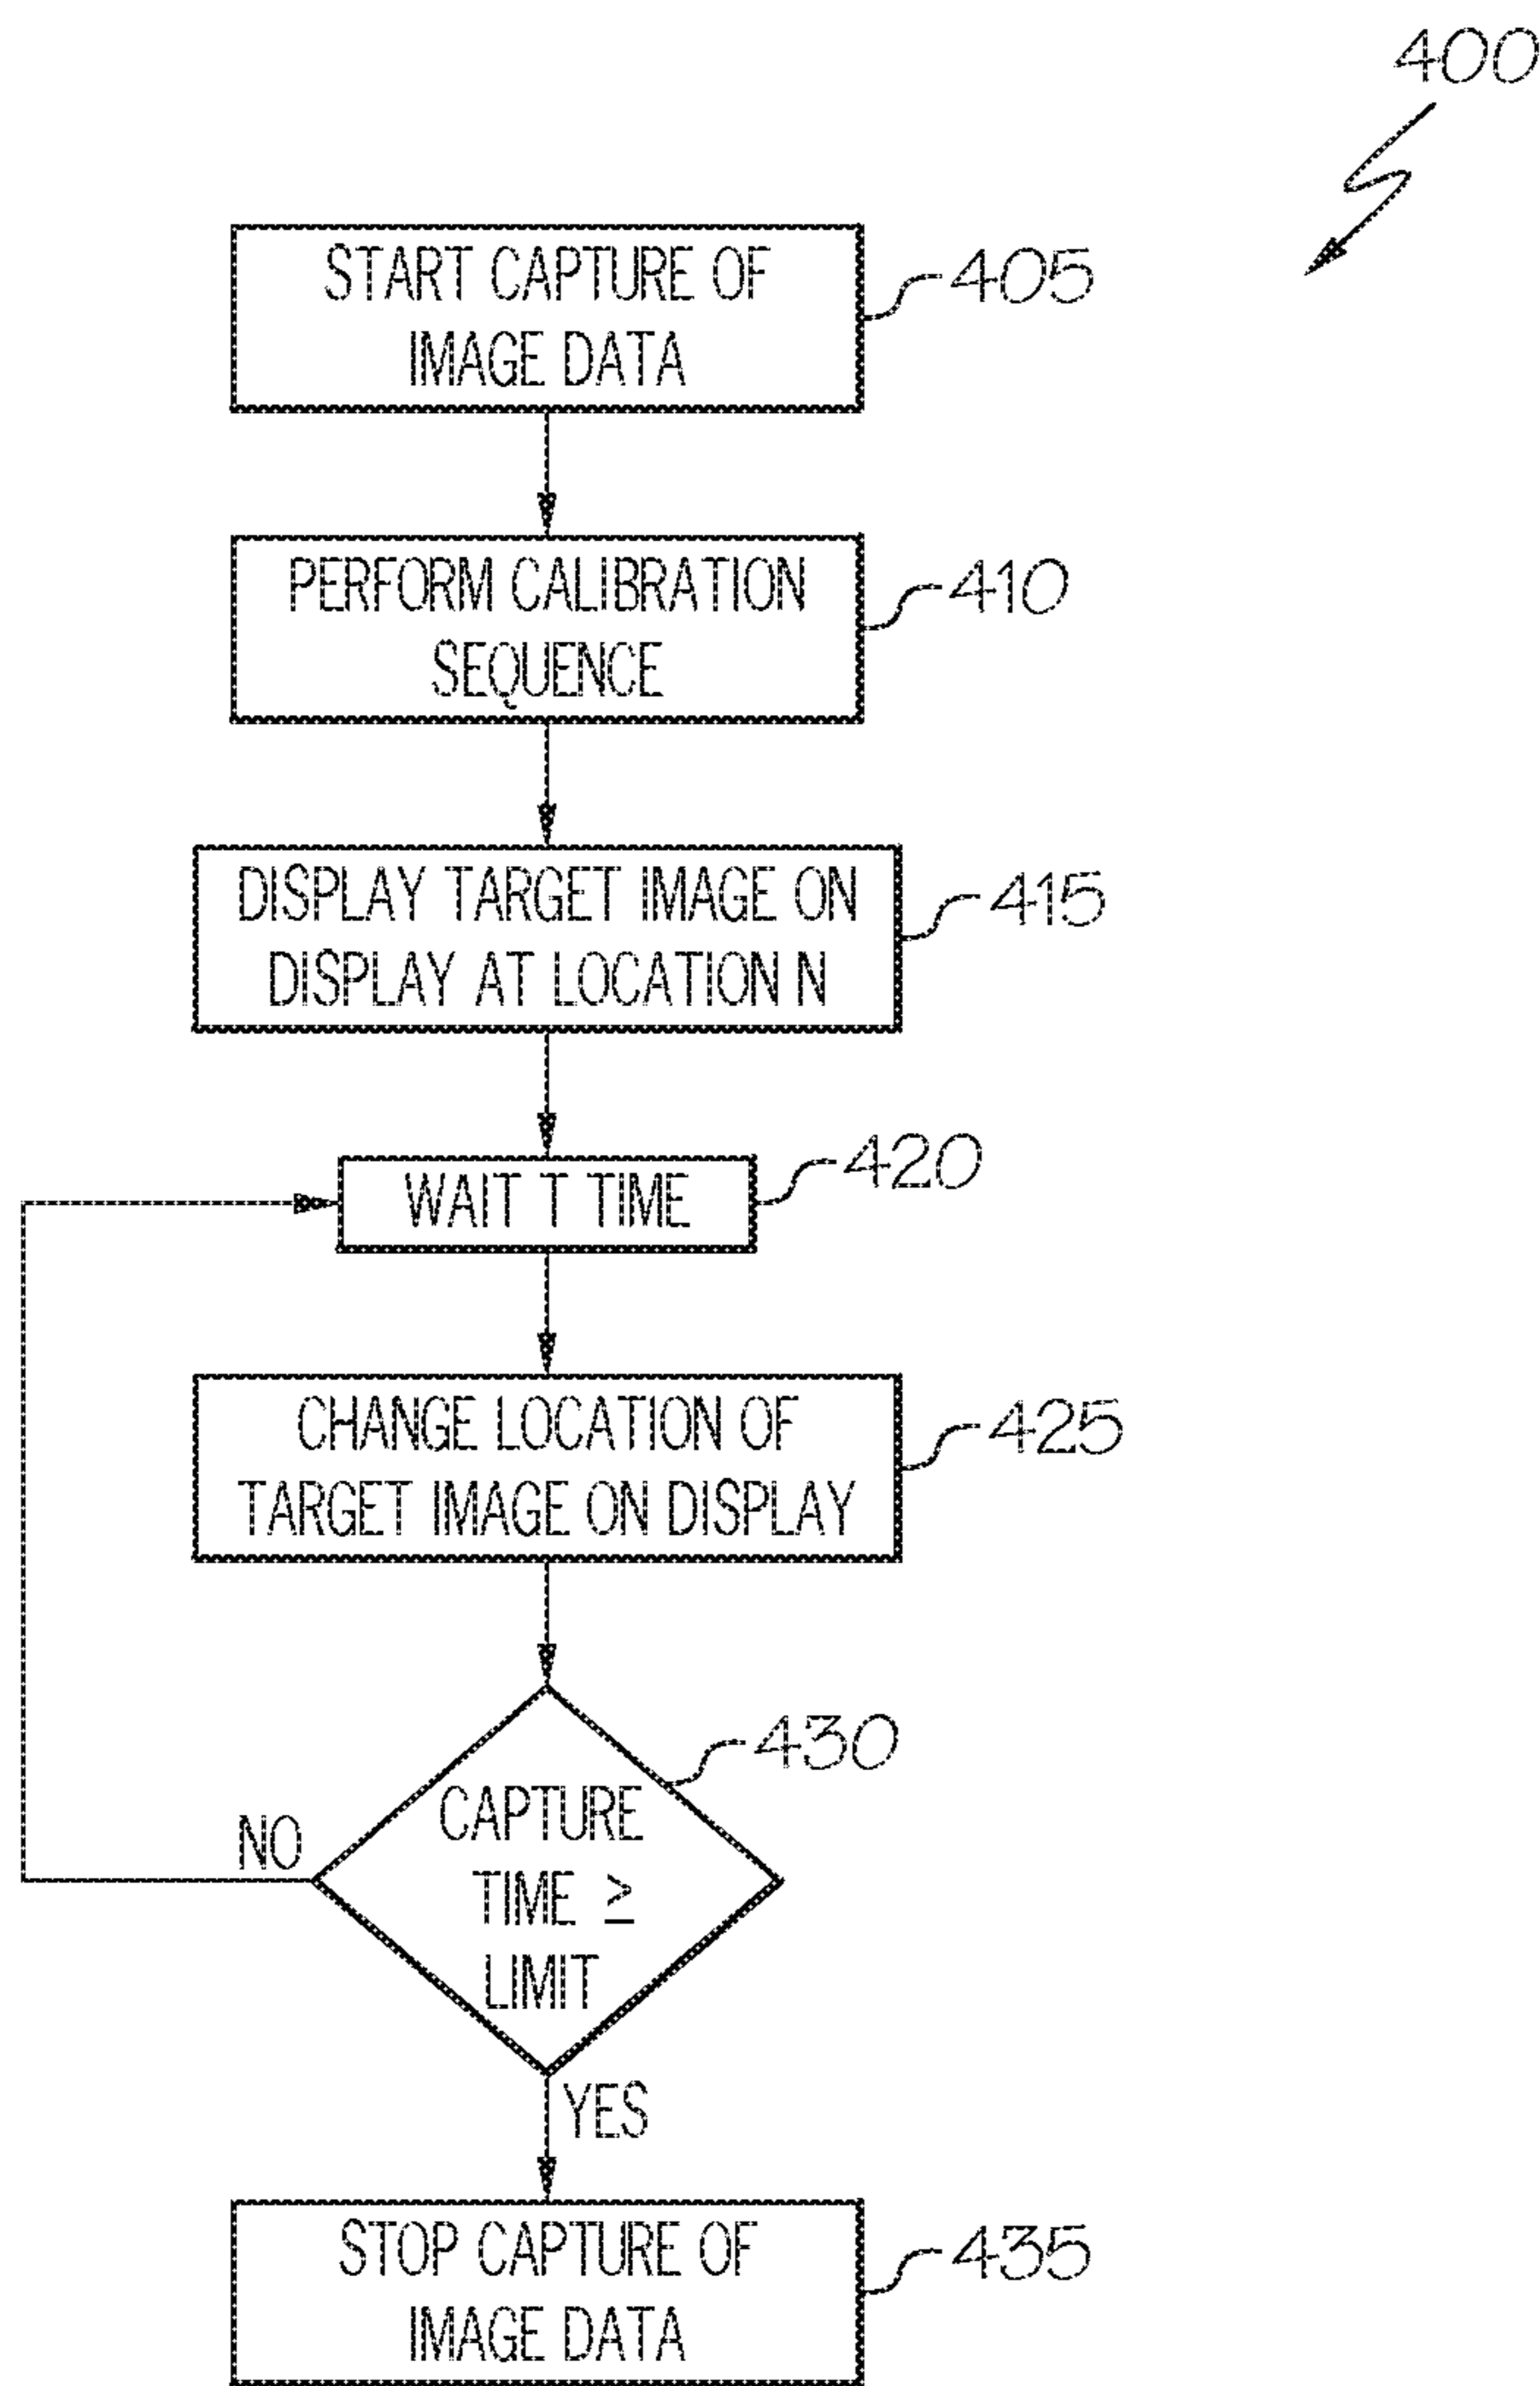 400
START CAPTURE OF
IMAGE DATA
405
PERFORM CALIBRATION
SEQUENCE
410
DISPLAY TARGET IMAGE ON
DISPLAY AT LOCATION N
415
WAIT T TIME
420
CHANGE LOCATION OF
TARGET IMAGE ON DISPLAY
425
CAPTURE
TIME ≥
LIMIT
430
NO
YES
STOP CAPTURE OF
IMAGE DATA
435